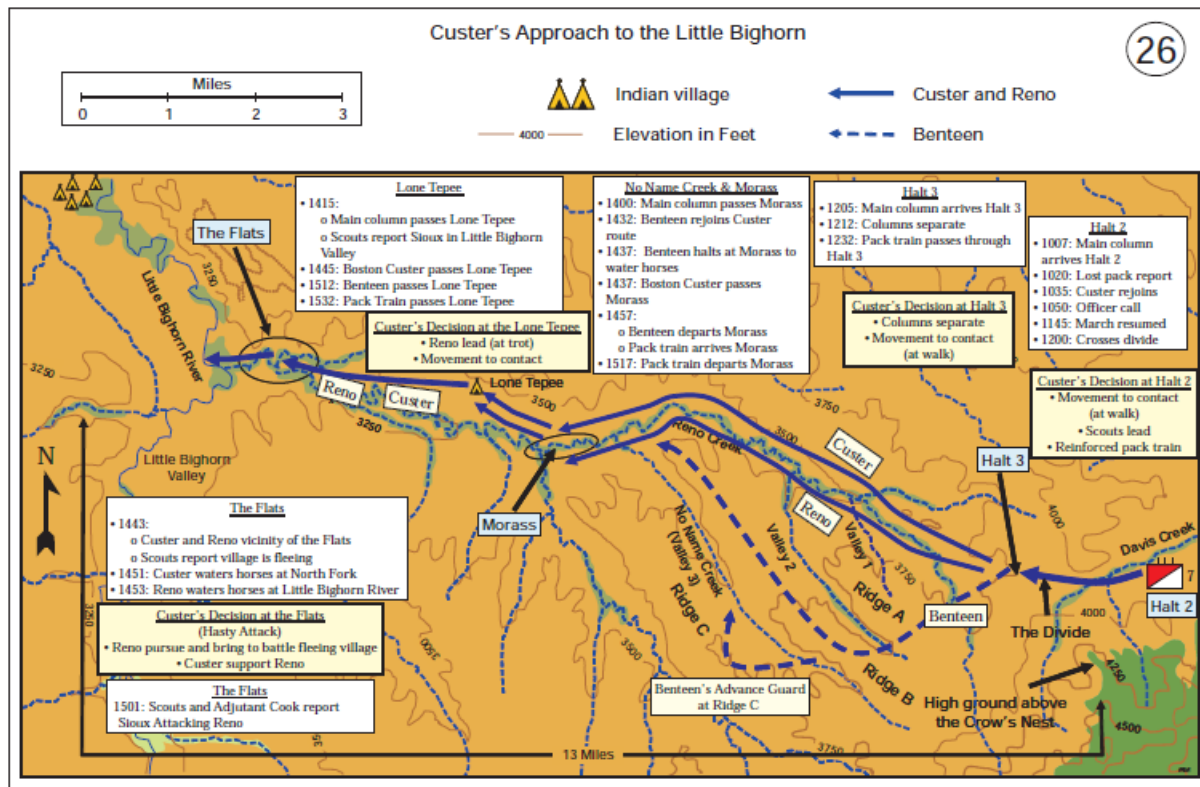 Custer's Approach to the Little Bighorn
26
Miles
0 1 2 3
Indian village
Custer and Reno
4000
Elevation in Feet
Benteen
Lone Tepee
• 1415:
o Main column passes Lone Tepee
o Scouts report Sioux in Little Bighorn
Valley
• 1445: Boston Custer passes Lone Tepee
• 1512: Benteen passes Lone Tepee
• 1532: Pack Train passes Lone Tepee
No Name Creek & Morass
• 1400: Main column passes Morass
• 1432: Benteen rejoins Custer
route
• 1437: Benteen halts at Morass to
water horses
• 1437: Boston Custer passes
Morass
• 1457
o Benteen departs Morass
o Pack train arrives Morass
• 1517: Pack train departs Morass
Halt 3
• 1205: Main column arrives Halt 3
• 1212: Columns separate
• 1232: Pack train passes through
Halt 3
Halt 2
• 1007: Main column
arrives Halt 2
• 1020: Lost pack report
• 1035: Custer rejoins
• 1050: Officer call
• 1145: March resumed
• 1200: Crosses divide
The Flats
3250
Little Bighorn River
Custer's Decision at the Lone Tepee
• Reno lead (at trot)
• Movement to contact
Custer's Decision at Halt 3
• Columns separate
• Movement to contact
(at walk)
Custer's Decision at Halt 2
• Movement to contact
(at walk)
• Scouts lead
• Reinforced pack train
3250
Reno
Custer
Lone Tepee
3500
3250
3750
3500
Reno Creek
Custer
Halt 3
N
Little Bighorn
Valley
Morass
Reno
4000
Davis Creek
No Name Creek
(Valley 3)
Valley 2
Valley 1
3750
Ridge C
Ridge A
Benteen
7
Halt 2
The Divide
4000
The Flats
• 1443:
o Custer and Reno vicinity of the Flats
o Scouts report village is fleeing
• 1451: Custer waters horses at North Fork
• 1453: Reno waters horses at Little Bighorn River
3250
Custer's Decision at the Flats
(Hasty Attack)
• Reno pursue and bring to battle fleeing village
• Custer support Reno
3500
3500
Ridge B
4250
The Flats
1501: Scouts and Adjutant Cook report
Sioux Attacking Reno
Benteen's Advance Guard
at Ridge C
High ground above
the Crow's Nest
4500
13 Miles
3750